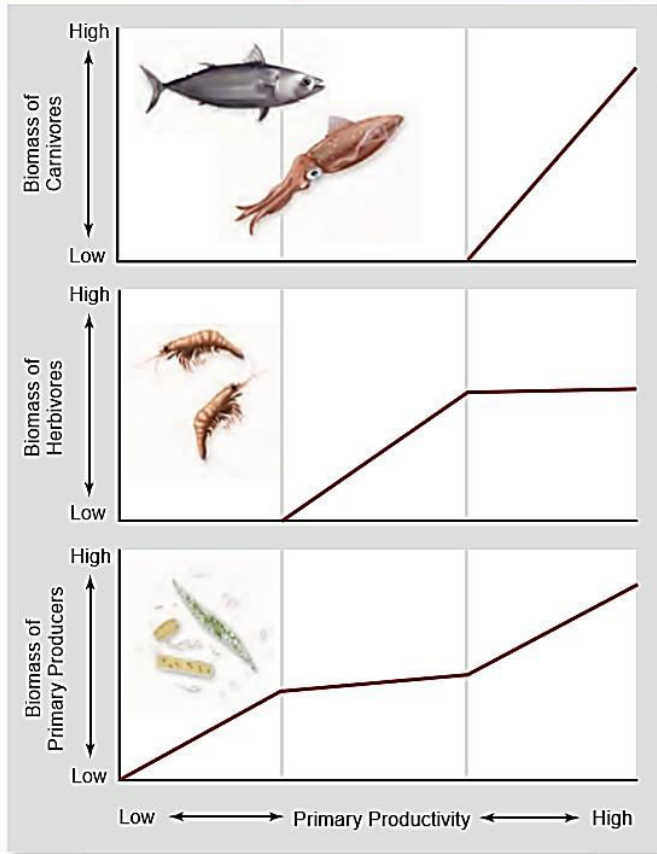 High
Biomass of
Carnivores
Low
High
Biomass of
Herbivores
Low
High
Biomass of
Primary Producers
Low
Low Primary Productivity High